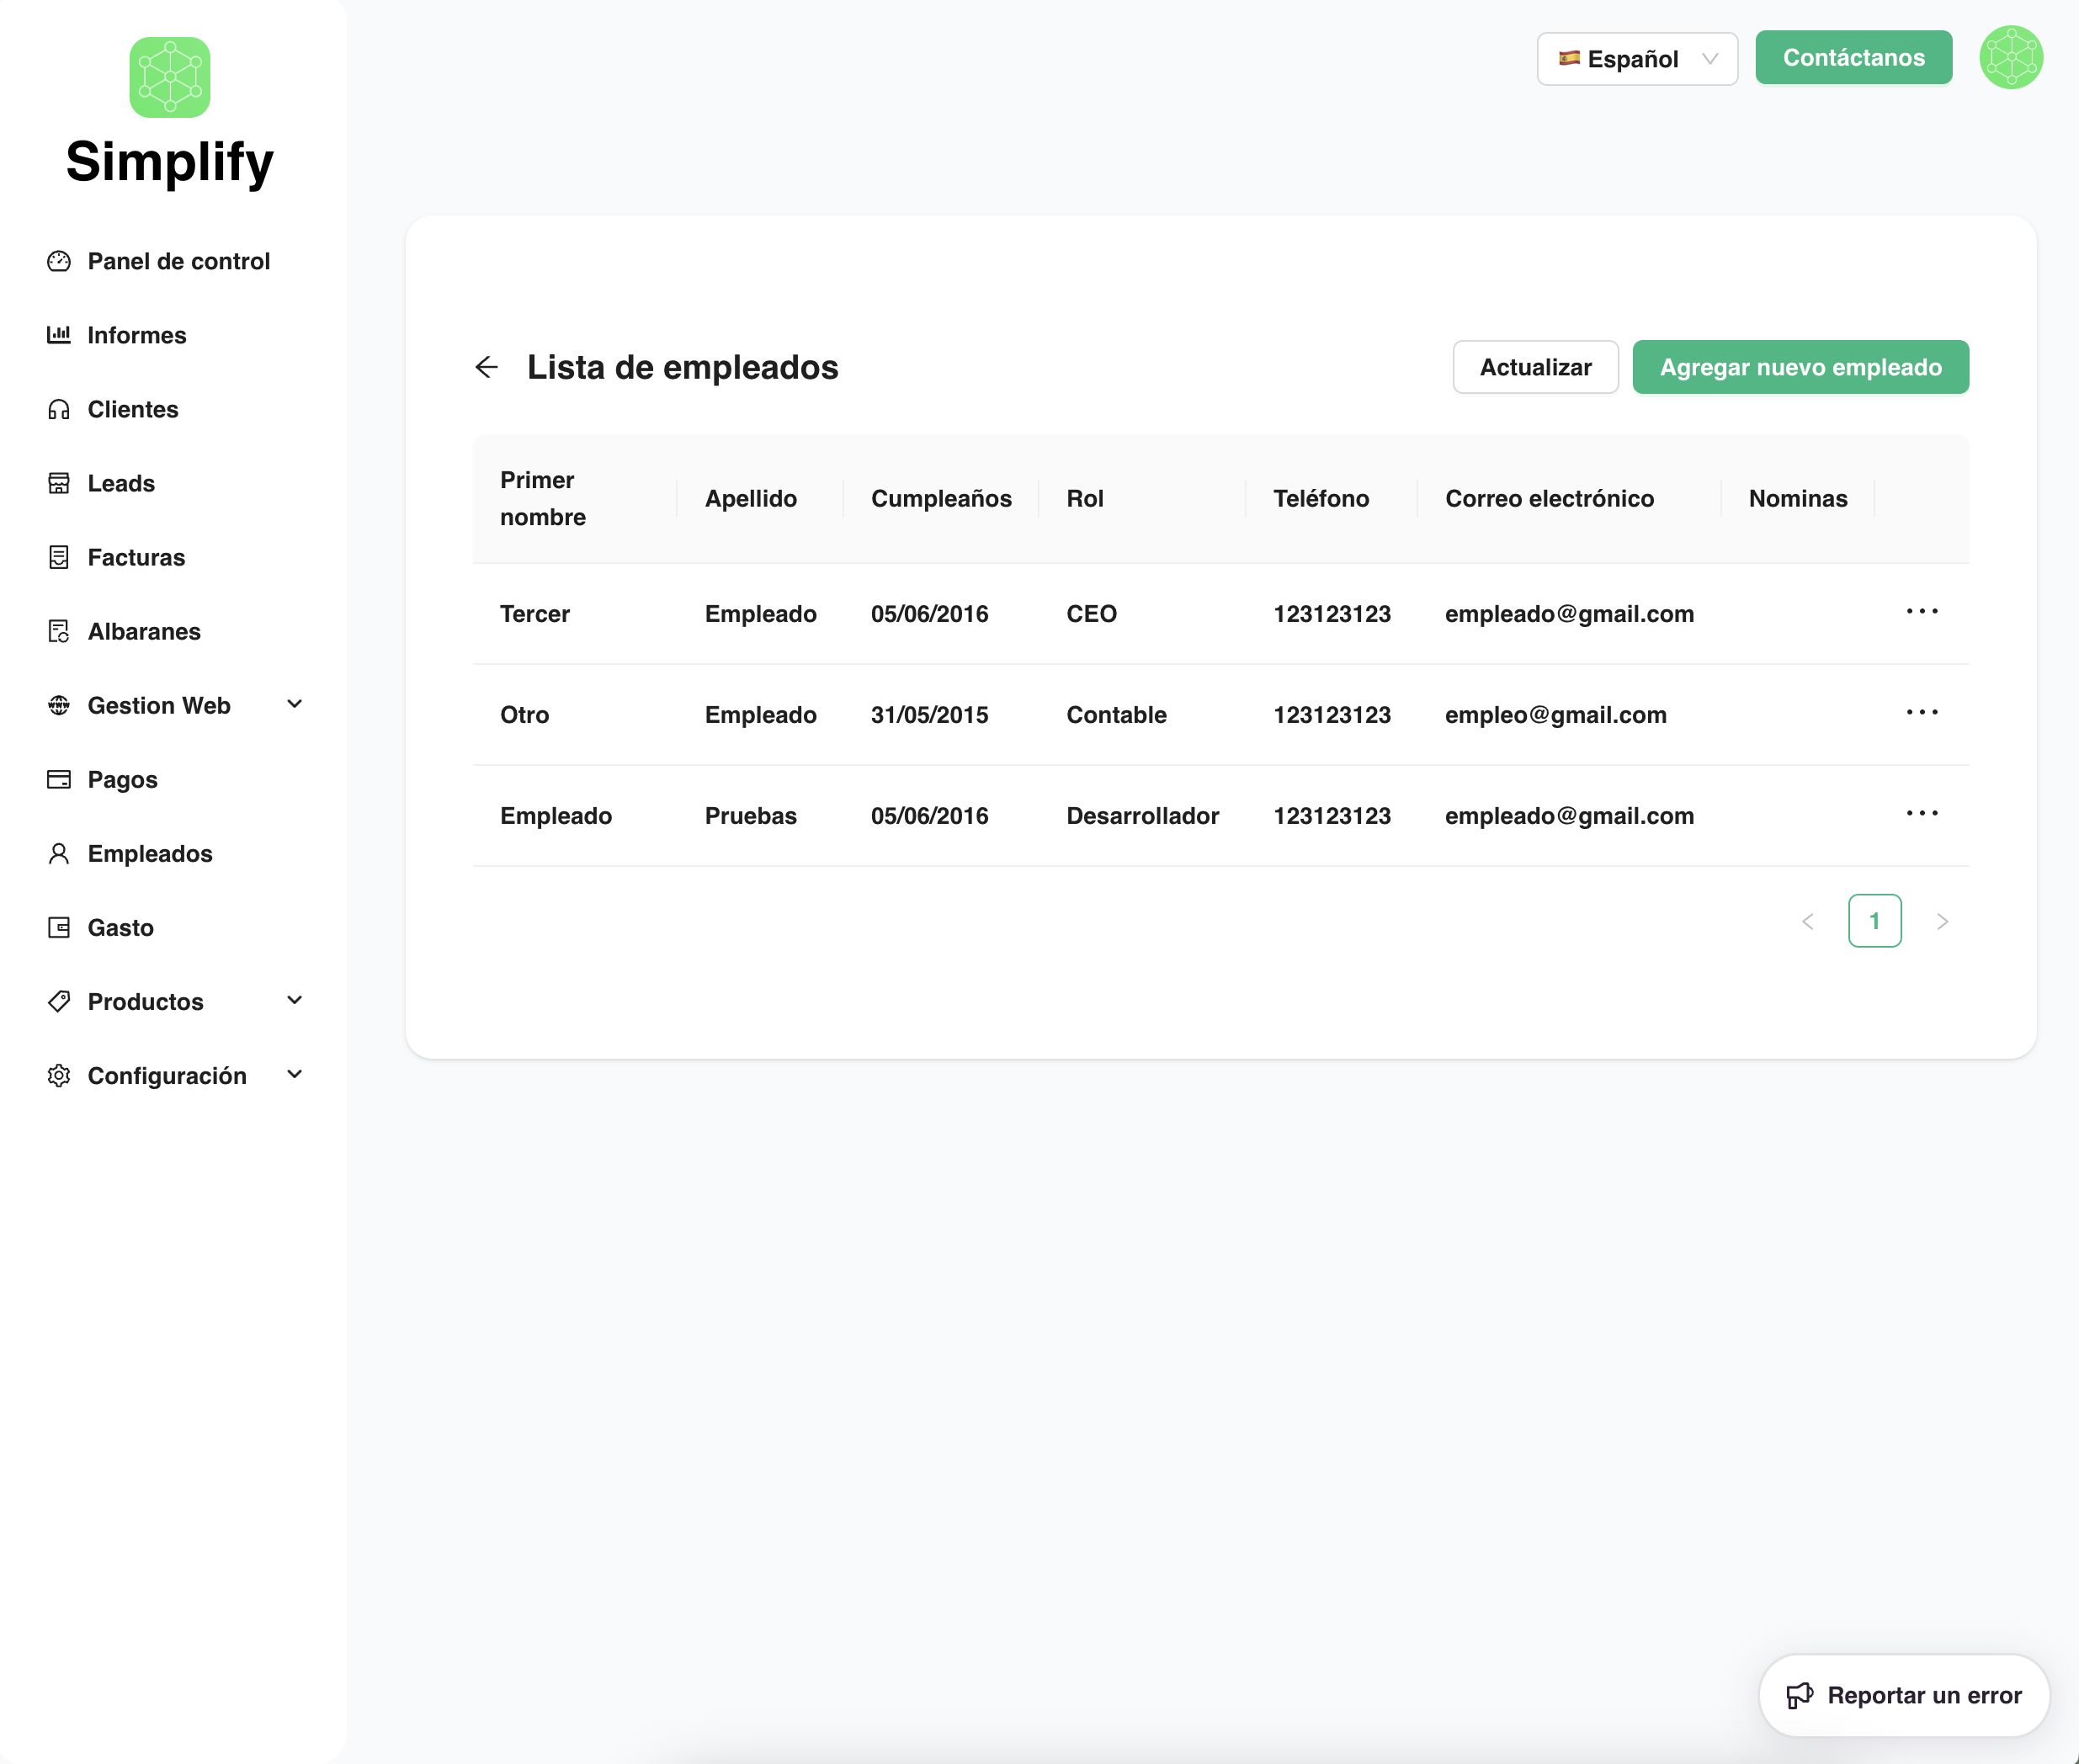 Simplify
Panel de control
Informes
Clientes
Leads
Facturas
Albaranes
Gestion Web
Pagos
Empleados
Gasto
Productos
Configuración
Español
Contáctanos
Lista de empleados
Actualizar
Agregar nuevo empleado
Primer nombre Apellido Cumpleaños Rol Teléfono Correo electrónico Nominas
Tercer Empleado 05/06/2016 CEO 123123123 empleado@gmail.com
Otro Empleado 31/05/2015 Contable 123123123 empleo@gmail.com
Empleado Pruebas 05/06/2016 Desarrollador 123123123 empleado@gmail.com
1
Reportar un error